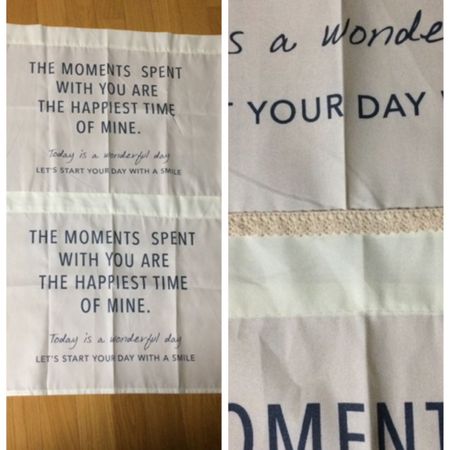 THE MOMENTS SPENT
WITH YOU ARE
THE HAPPIEST TIME
OF MINE.
Today is a wonderful day
LET'S START YOUR DAY WITH A SMILE
THE MOMENTS SPENT
WITH YOU ARE
THE HAPPIEST TIME
OF MINE.
Today is a wonderful day
LET'S START YOUR DAY WITH A SMILE
s a wonde
YOUR DAY
OMENT